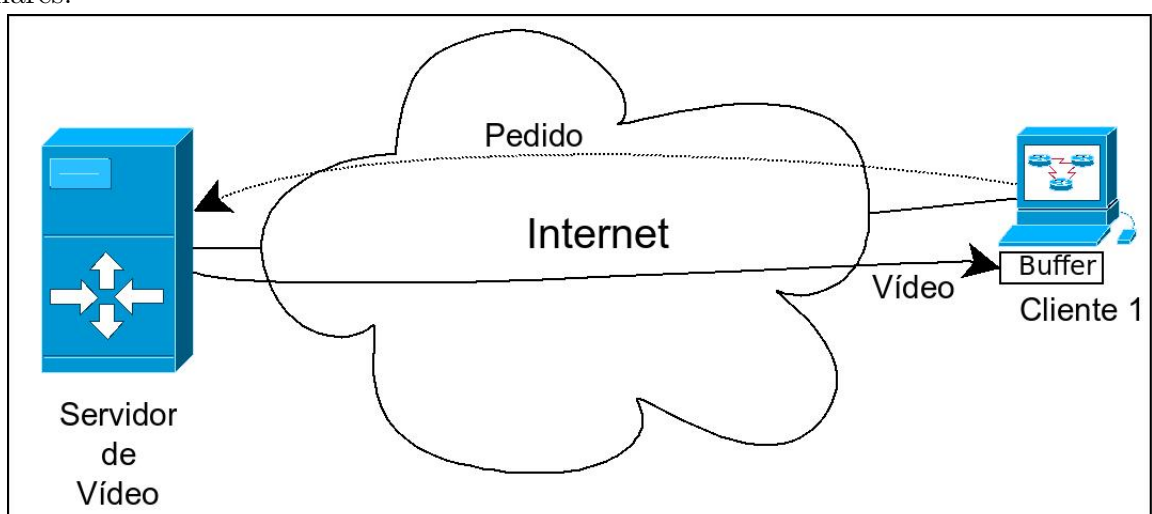 Pedido
Internet
Buffer
Vídeo
Cliente 1
Servidor
de
Vídeo